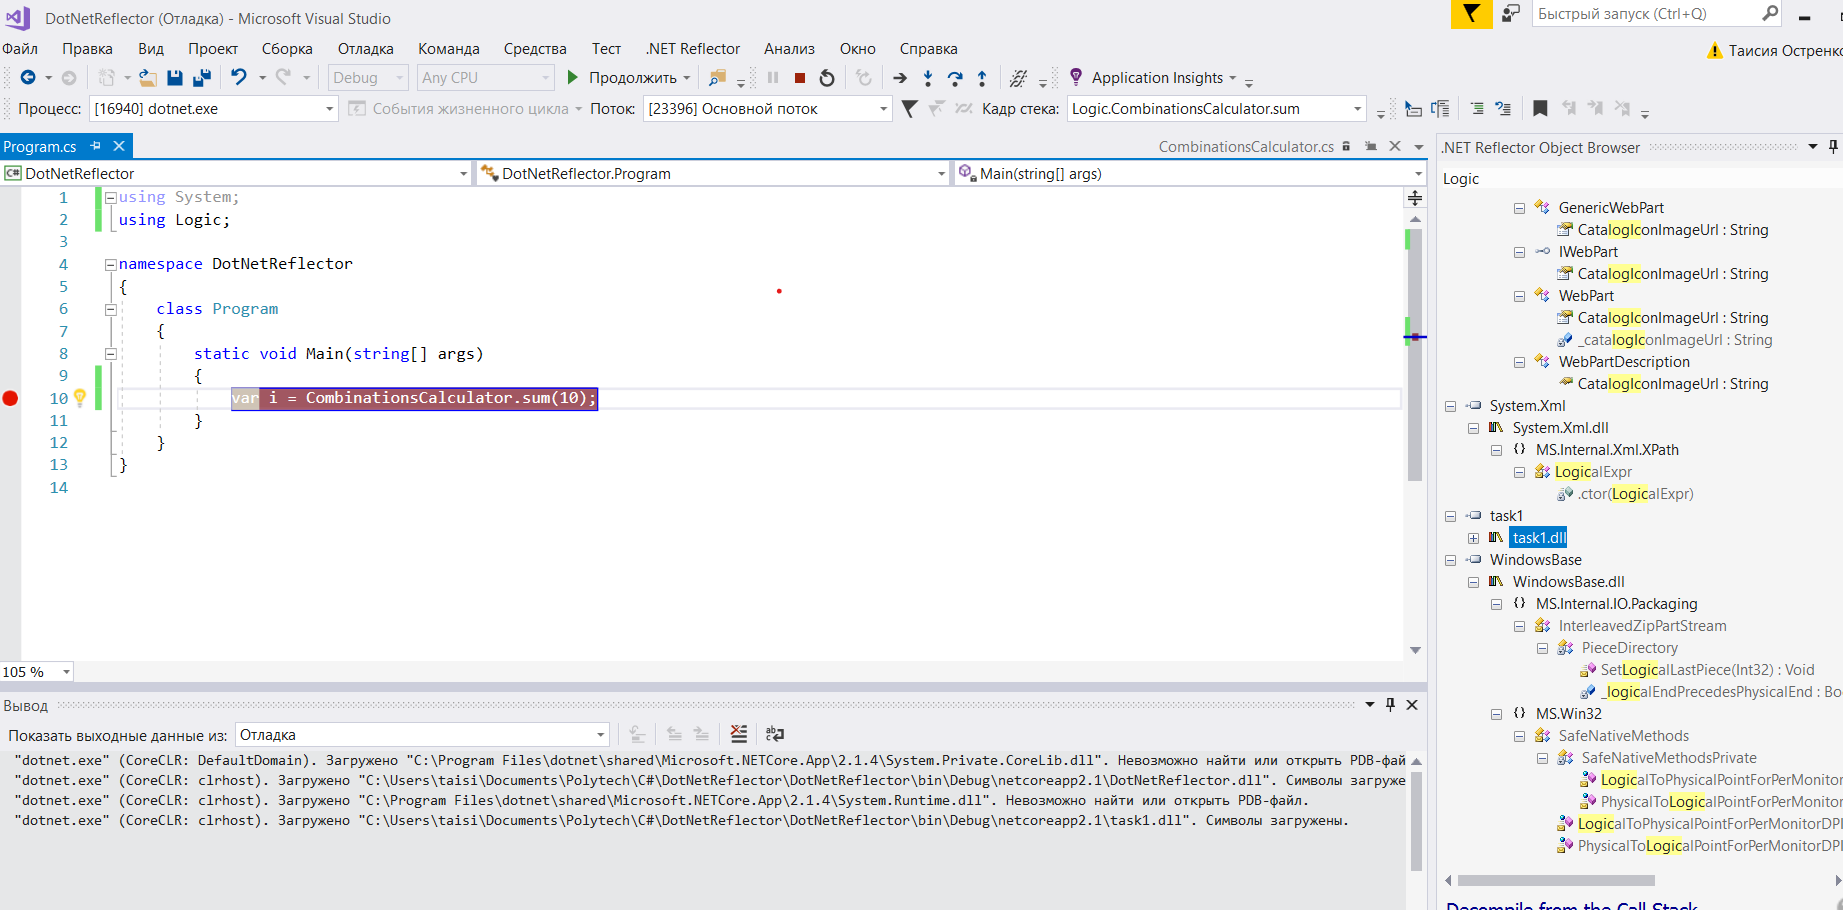 DotNetReflector (Отладка) - Microsoft Visual Studio
Быстрый запуск (Ctrl+Q)
Файл Правка Вид Проект Сборка Отладка Команда Средства Тест .NET Reflector Анализ Окно Справка
Таисия Остренко
Debug Any CPU Продолжить Application Insights
Процесс: [16940] dotnet.exe События жизненного цикла Поток: [23396] Основной поток Кадр стека: Logic.CombinationsCalculator.sum
Program.cs CombinationsCalculator.cs
C# DotNetReflector DotNetReflector.Program Main(string[] args)
1 using System;
2 using Logic;
3
4 namespace DotNetReflector
5 {
6 class Program
7 {
8 static void Main(string[] args)
9 {
10 var i = CombinationsCalculator.sum(10);
11 }
12 }
13 }
14
105 %
Вывод
Показать выходные данные из: Отладка
"dotnet.exe" (CoreCLR: DefaultDomain). Загружено "C:\Program Files\dotnet\shared\Microsoft.NETCore.App\2.1.4\System.Private.CoreLib.dll". Невозможно найти или открыть PDB-фай
"dotnet.exe" (CoreCLR: clrhost). Загружено "C:\Users\taisi\Documents\Polytech\C#\DotNetReflector\DotNetReflector\bin\Debug\netcoreapp2.1\DotNetReflector.dll". Символы загруже
"dotnet.exe" (CoreCLR: clrhost). Загружено "C:\Program Files\dotnet\shared\Microsoft.NETCore.App\2.1.4\System.Runtime.dll". Невозможно найти или открыть PDB-файл.
"dotnet.exe" (CoreCLR: clrhost). Загружено "C:\Users\taisi\Documents\Polytech\C#\DotNetReflector\DotNetReflector\bin\Debug\netcoreapp2.1\task1.dll". Символы загружены.
.NET Reflector Object Browser
Logic
GenericWebPart
CatalogIconImageUrl : String
IWebPart
CatalogIconImageUrl : String
WebPart
CatalogIconImageUrl : String
_catalogIconImageUrl : String
WebPartDescription
CatalogIconImageUrl : String
System.Xml
System.Xml.dll
{} MS.Internal.Xml.XPath
LogicalExpr
.ctor(LogicalExpr)
task1
task1.dll
WindowsBase
WindowsBase.dll
{} MS.Internal.IO.Packaging
InterleavedZipPartStream
PieceDirectory
SetLogicalLastPiece(Int32) : Void
_logicalEndPrecedesPhysicalEnd : Bo
{} MS.Win32
SafeNativeMethods
SafeNativeMethodsPrivate
LogicalToPhysicalPointForPerMonitor
PhysicalToLogicalPointForPerMonitor
LogicalToPhysicalPointForPerMonitorDPI
PhysicalToLogicalPointForPerMonitorDPI
Decompile from the Call Stack